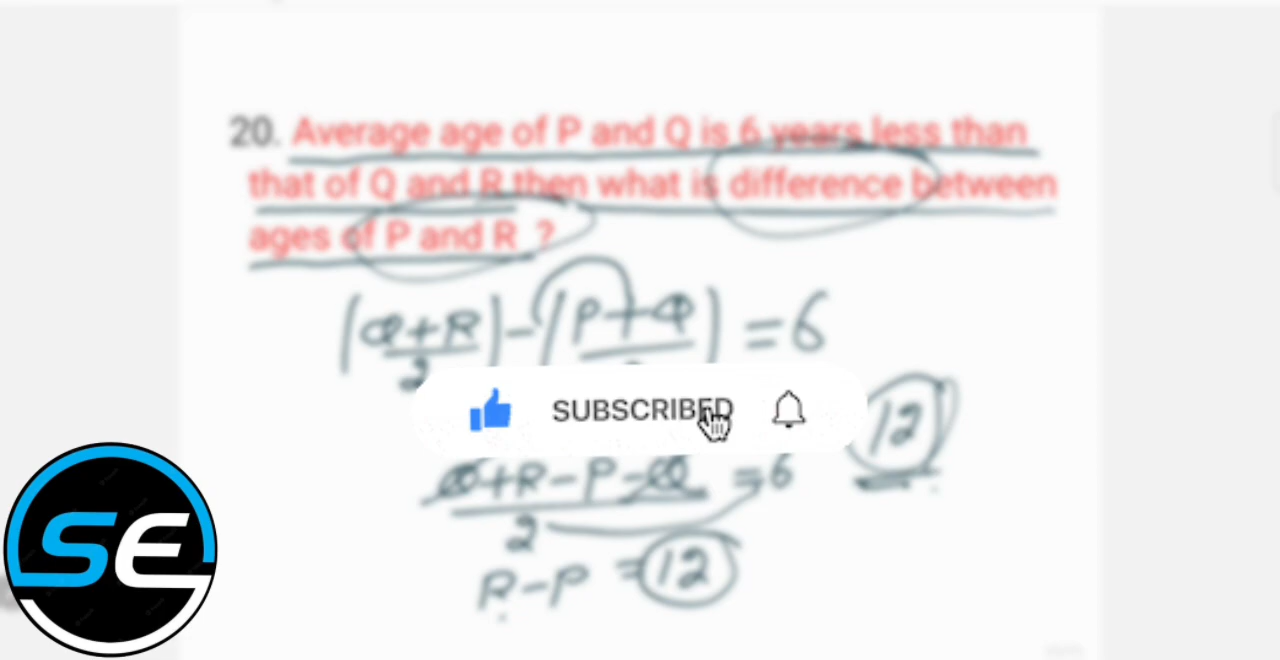 20. Average age of P and Q is 6 years less than
that of Q and R then what is difference between
ages of P and R ?
(Q+R/2) - (P+Q/) = 6
SUBSCRIBED
12
Q+R-P-Q/2 = 6
R-P = 12
SE